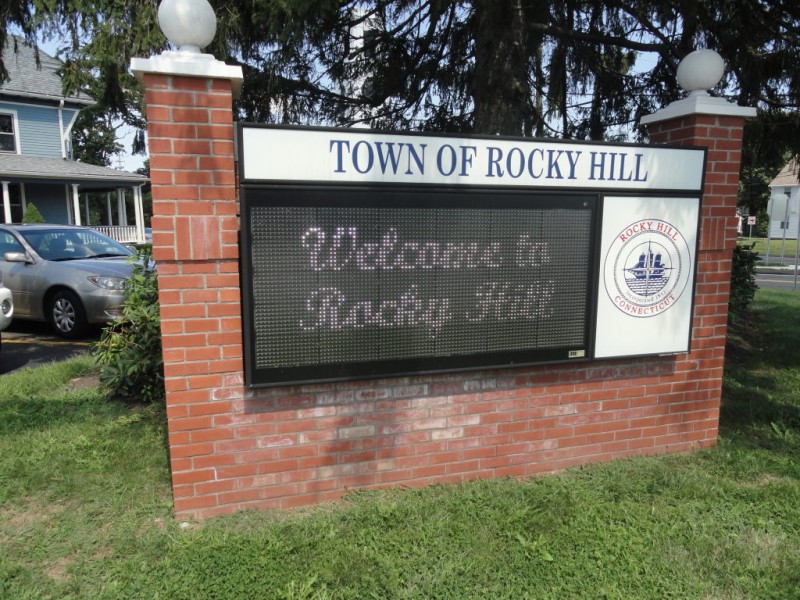 TOWN OF ROCKY HILL
Welcome to
Rocky Hill
ROCKY HILL
CONNECTICUT